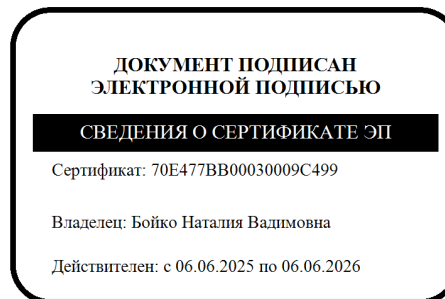 ДОКУМЕНТ ПОДПИСАН
ЭЛЕКТРОННОЙ ПОДПИСЬЮ
СВЕДЕНИЯ О СЕРТИФИКАТЕ ЭП
Сертификат: 70E477BB00030009C499
Владелец: Бойко Наталия Вадимовна
Действителен: с 06.06.2025 по 06.06.2026